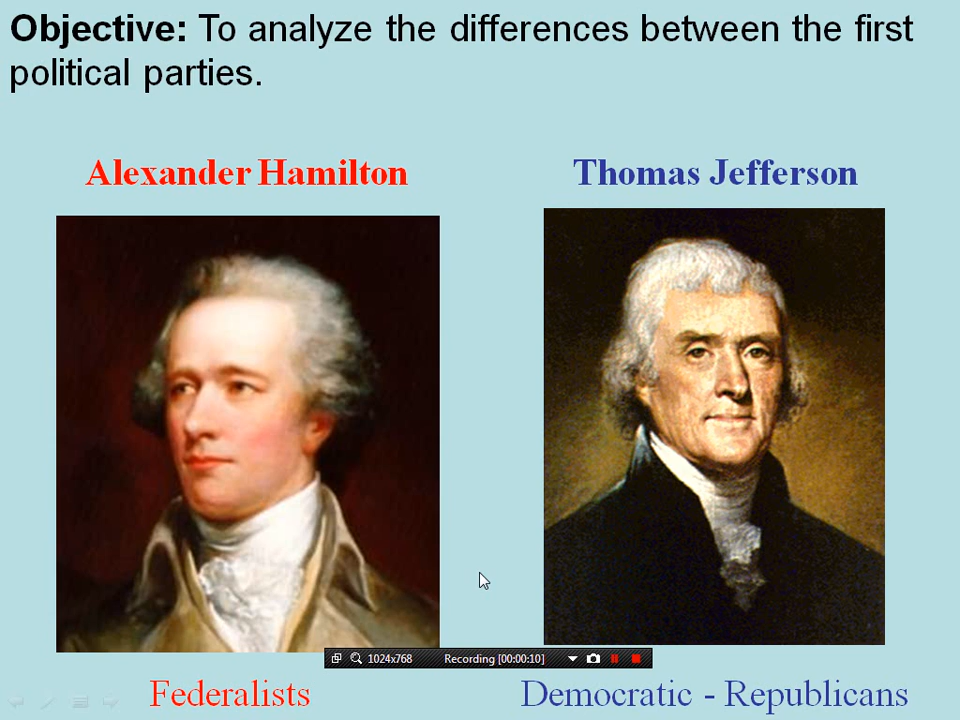 Objective: To analyze the differences between the first
political parties.
Alexander Hamilton
Thomas Jefferson
1024x768
Recording [00:00:10]
Federalists
Democratic - Republicans